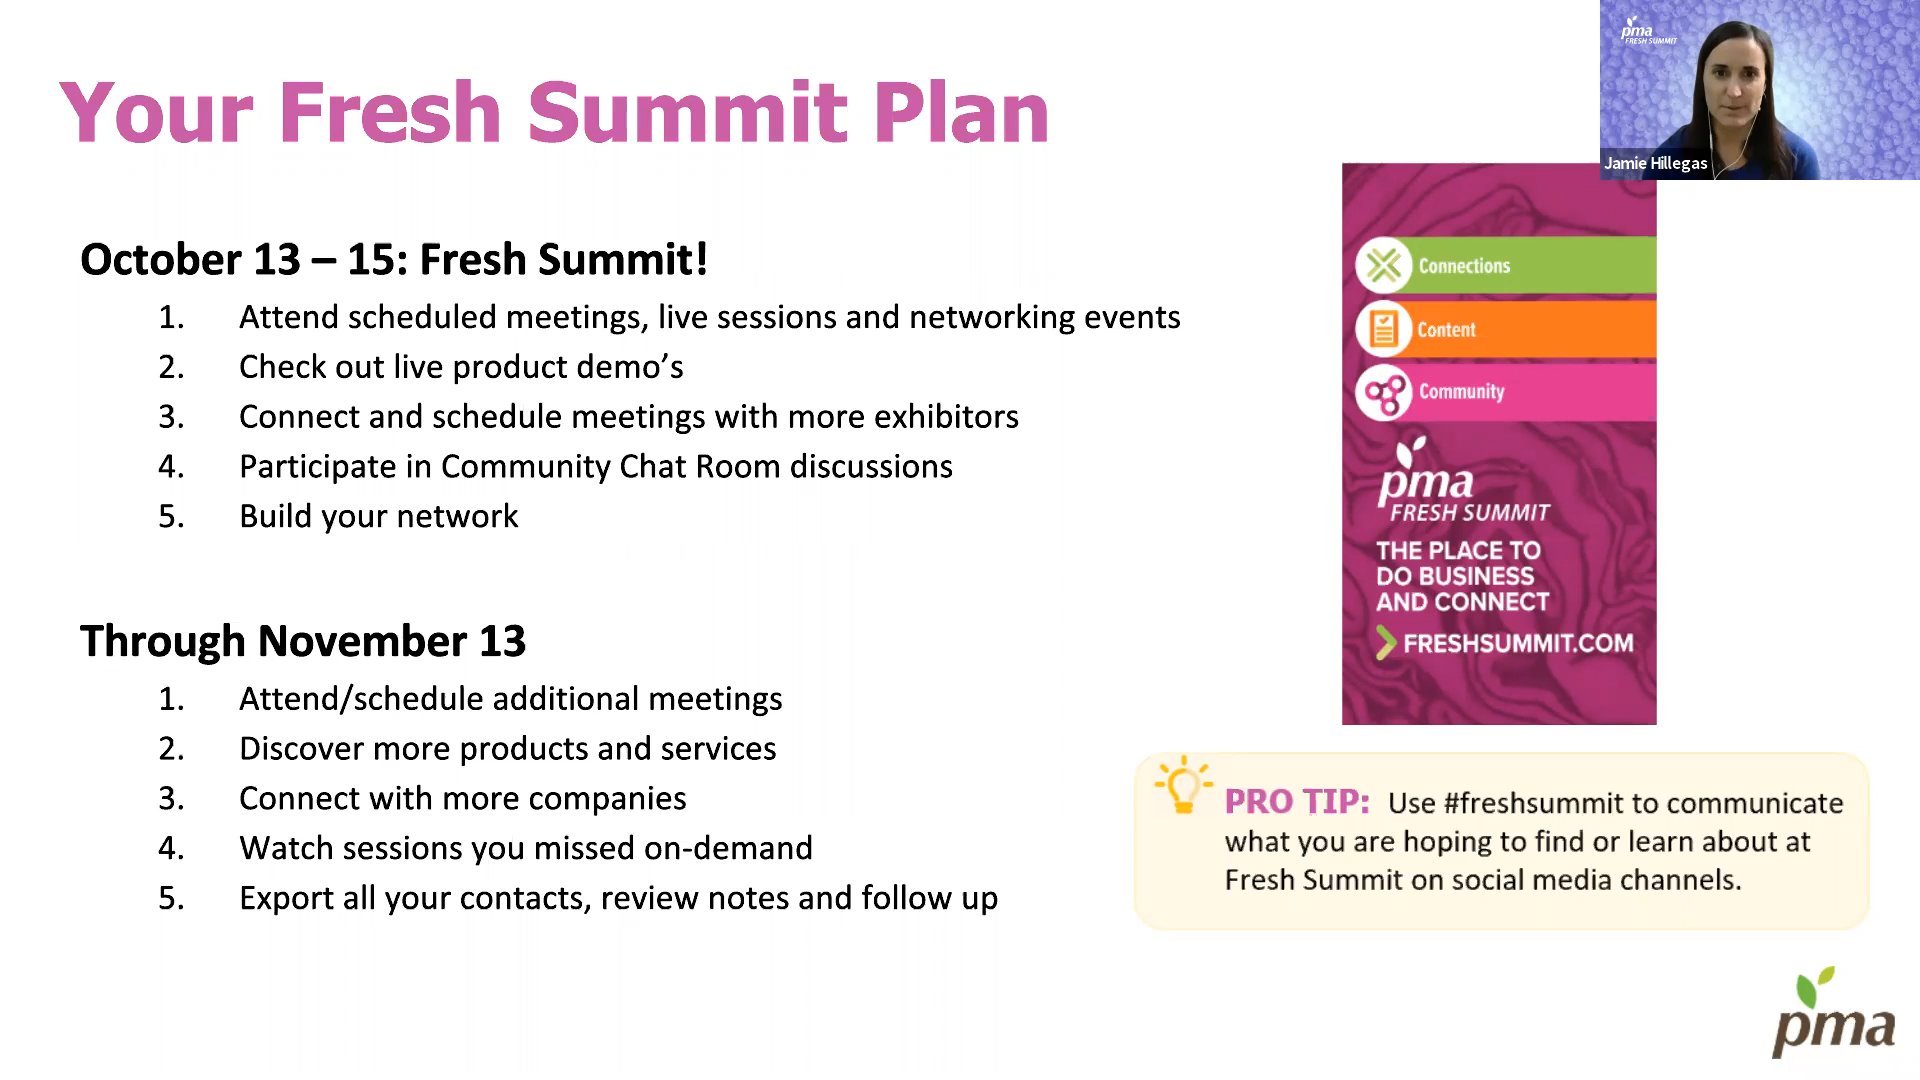 Your Fresh Summit Plan
pma
FRESH SUMMIT
Jamie Hillegas
October 13 – 15: Fresh Summit!
1. Attend scheduled meetings, live sessions and networking events
2. Check out live product demo’s
3. Connect and schedule meetings with more exhibitors
4. Participate in Community Chat Room discussions
5. Build your network
Through November 13
1. Attend/schedule additional meetings
2. Discover more products and services
3. Connect with more companies
4. Watch sessions you missed on-demand
5. Export all your contacts, review notes and follow up
Connections
Content
Community
pma
FRESH SUMMIT
THE PLACE TO
DO BUSINESS
AND CONNECT
FRESHSUMMIT.COM
PRO TIP: Use #freshsummit to communicate
what you are hoping to find or learn about at
Fresh Summit on social media channels.
pma